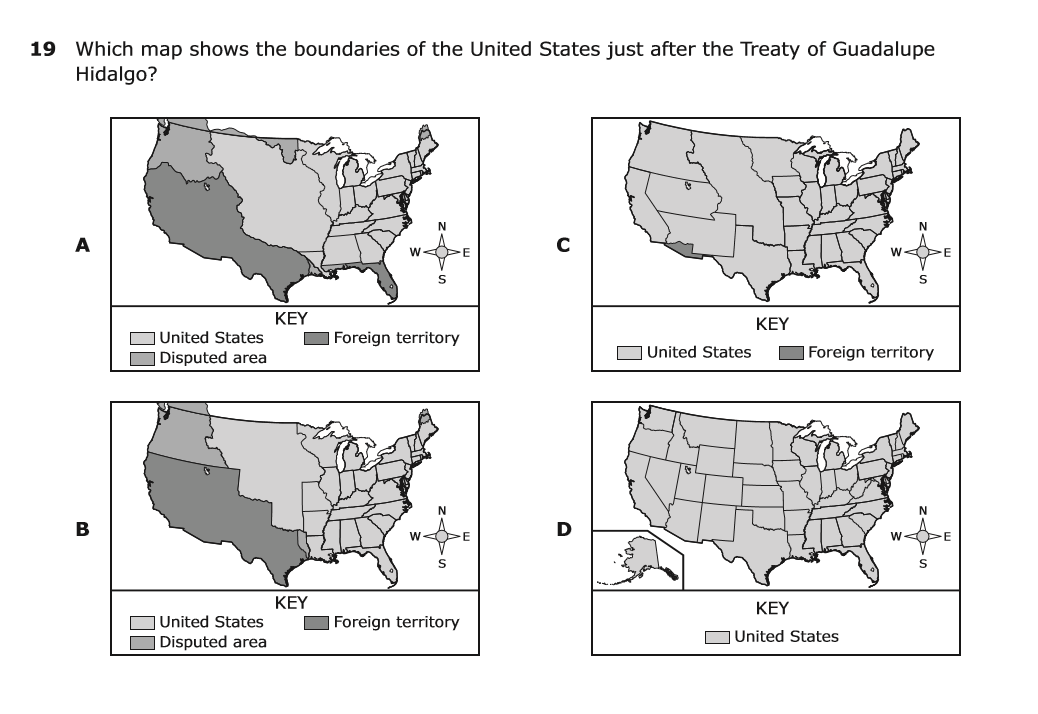 19 Which map shows the boundaries of the United States just after the Treaty of Guadalupe
Hidalgo?
A
N
W E
S
KEY
United States Foreign territory
Disputed area
B
N
W E
S
KEY
United States Foreign territory
Disputed area
C
N
W E
S
KEY
United States Foreign territory
D
N
W E
S
KEY
United States